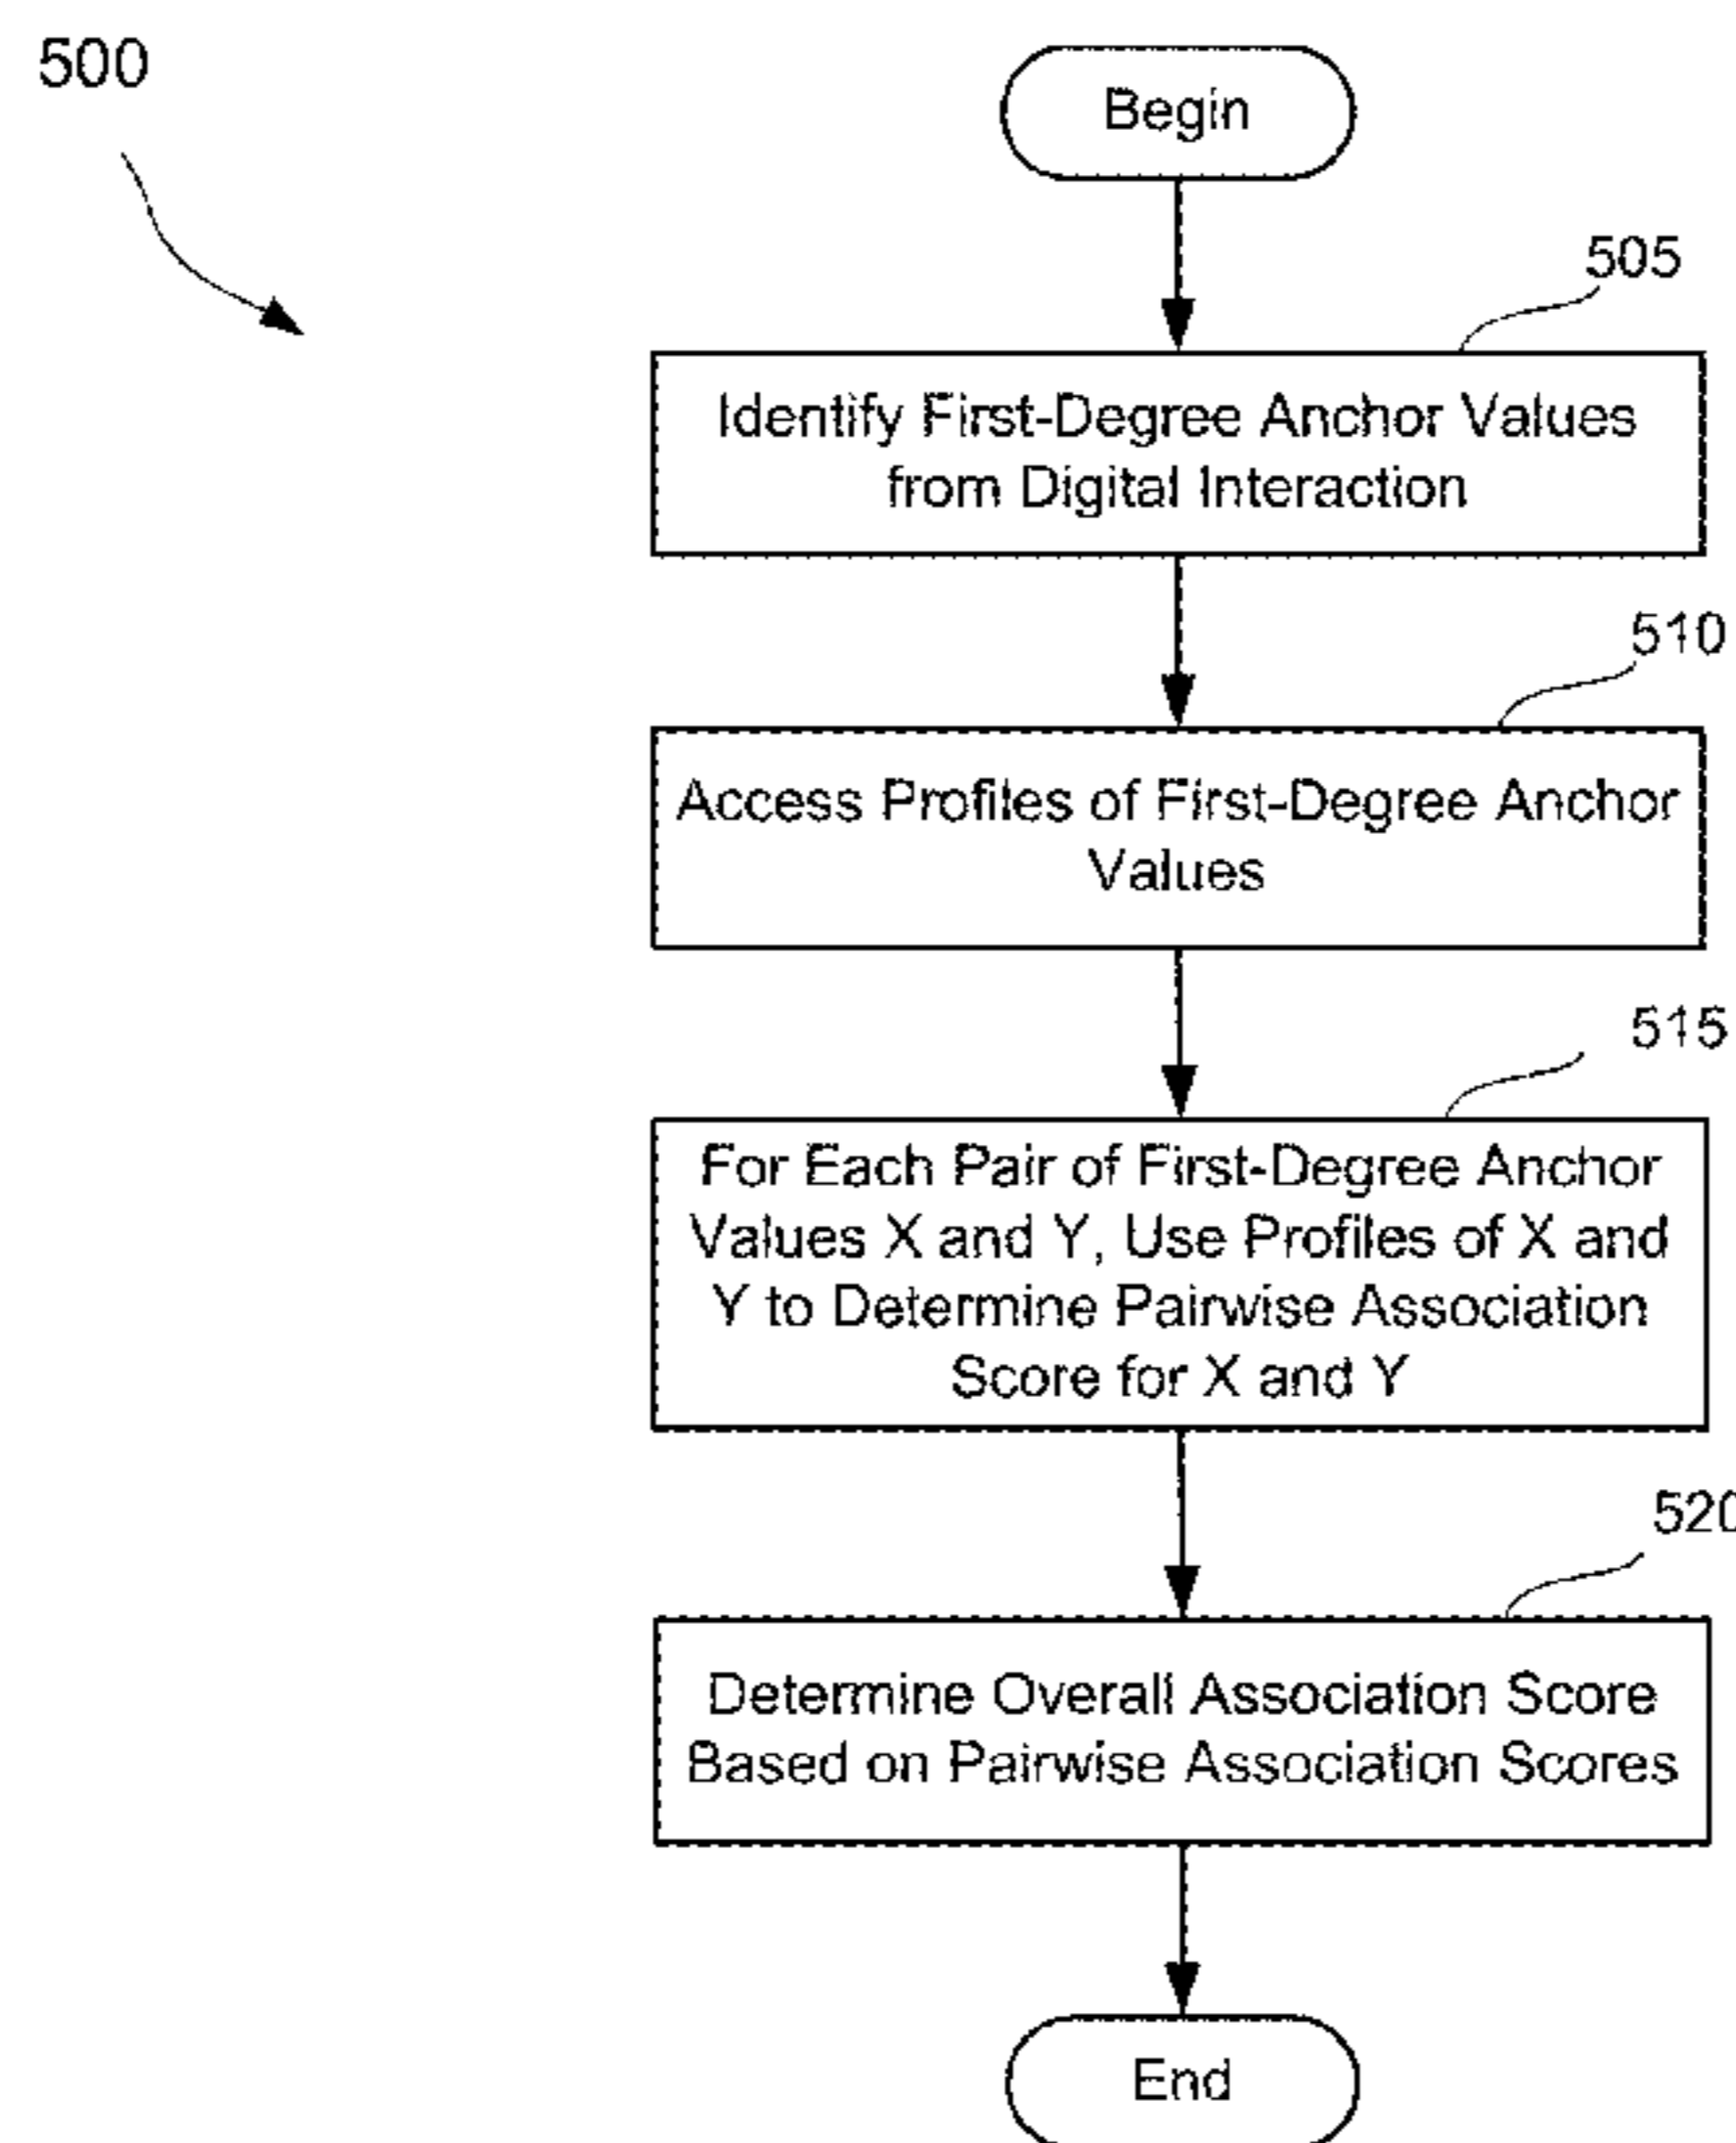 500
Begin
505
Identify First-Degree Anchor Values
from Digital Interaction
510
Access Profiles of First-Degree Anchor
Values
515
For Each Pair of First-Degree Anchor
Values X and Y, Use Profiles of X and
Y to Determine Pairwise Association
Score for X and Y
520
Determine Overall Association Score
Based on Pairwise Association Scores
End